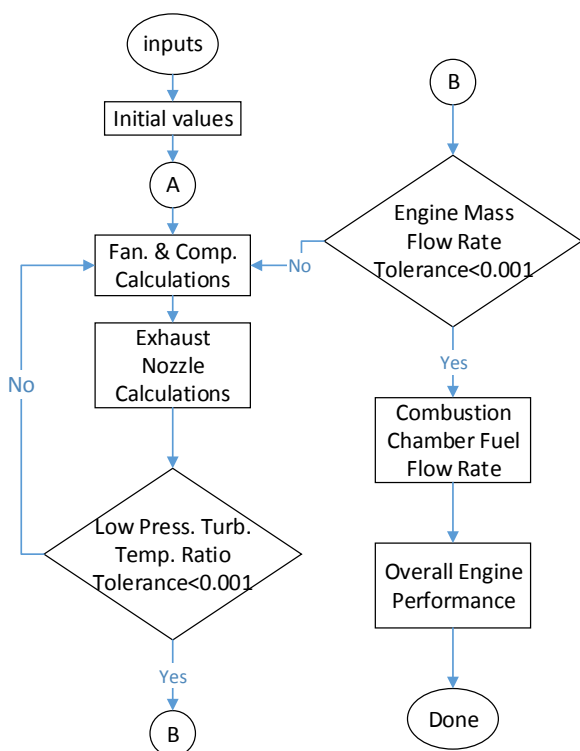 inputs
Initial values
A
Fan. & Comp.
Calculations
Exhaust
Nozzle
Calculations
No
Low Press. Turb.
Temp. Ratio
Tolerance<0.001
Yes
B
B
Engine Mass
Flow Rate
Tolerance<0.001
No
Yes
Combustion
Chamber Fuel
Flow Rate
Overall Engine
Performance
Done